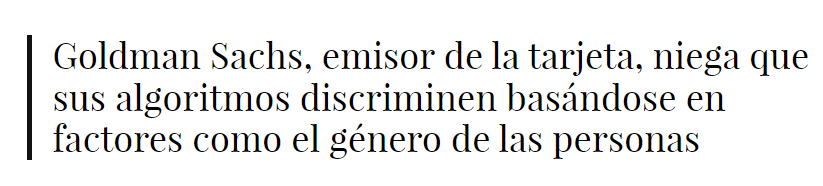 Goldman Sachs, emisor de la tarjeta, niega que
sus algoritmos discriminen basándose en
factores como el género de las personas